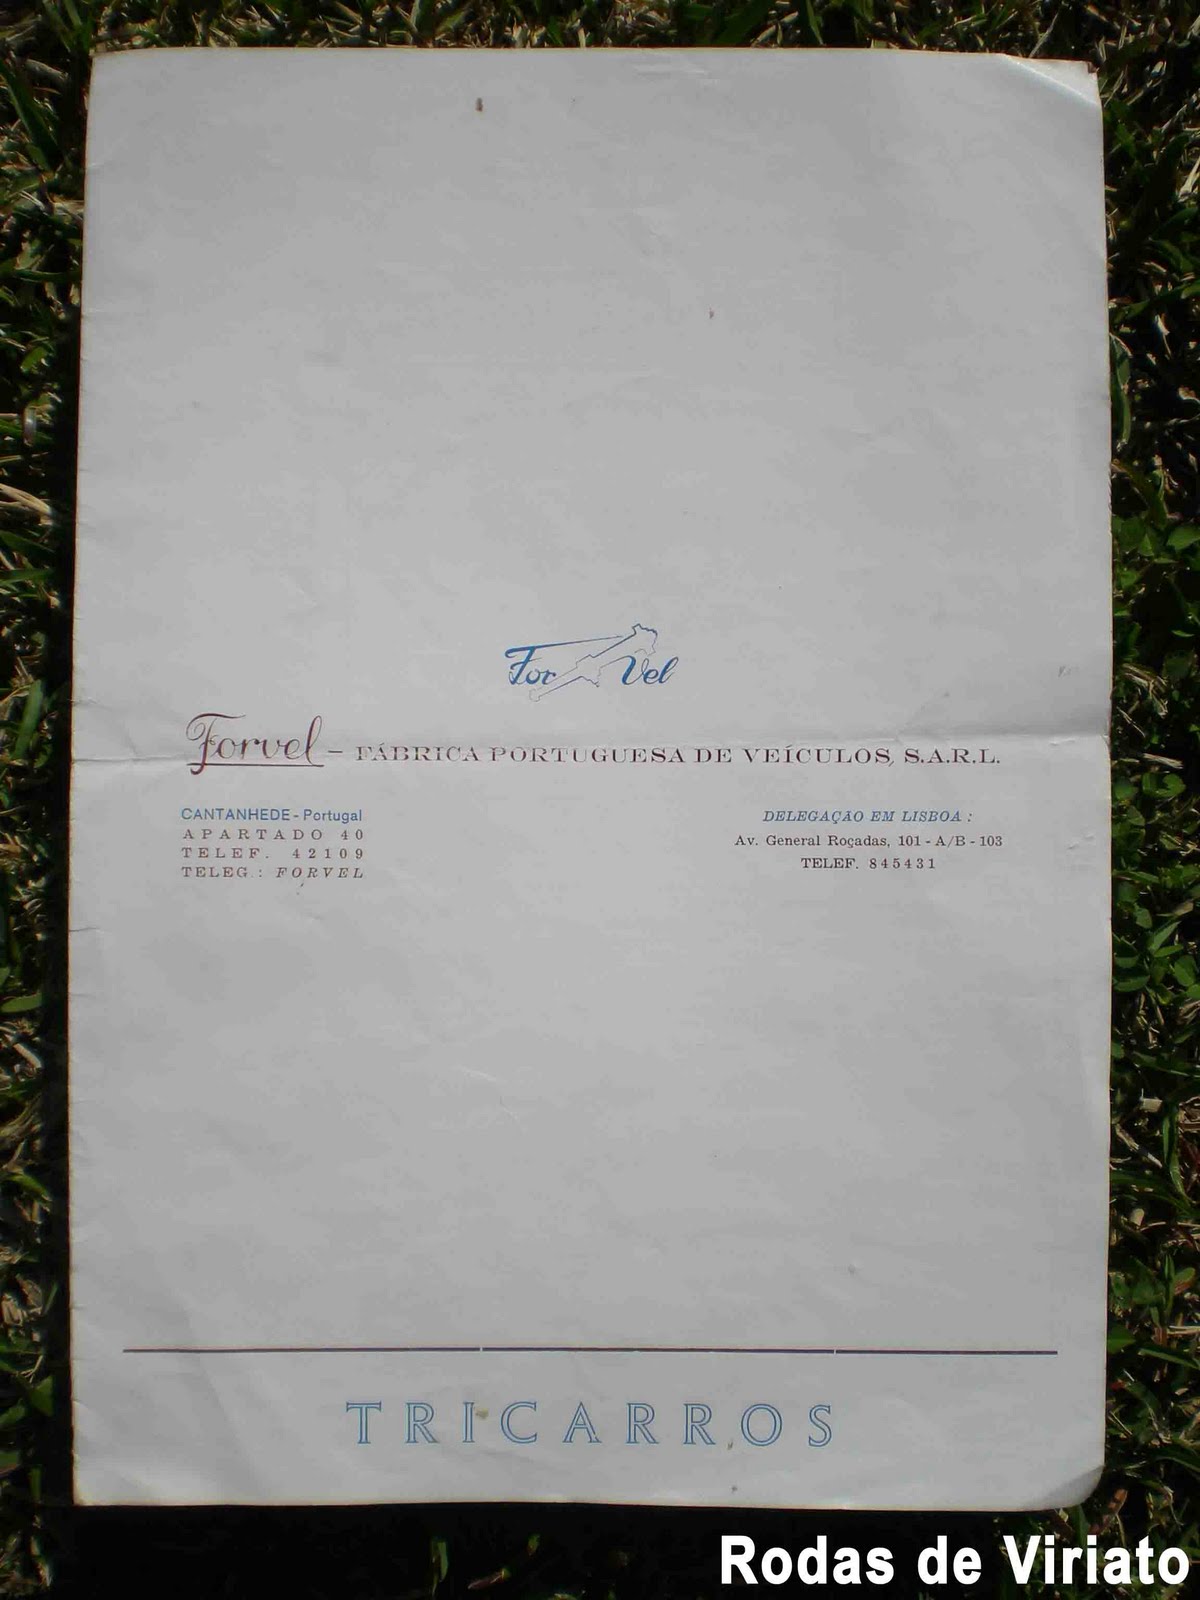 For Vel
Forvel - FÁBRICA PORTUGUESA DE VEÍCULOS, S.A.R.L.
CANTANHEDE - Portugal
APARTADO 40
TELEF. 42109
TELEG.: FORVEL
DELEGAÇÃO EM LISBOA :
Av. General Roçadas, 101 - A/B - 103
TELEF. 845431
TRICARROS
Rodas de Viriato